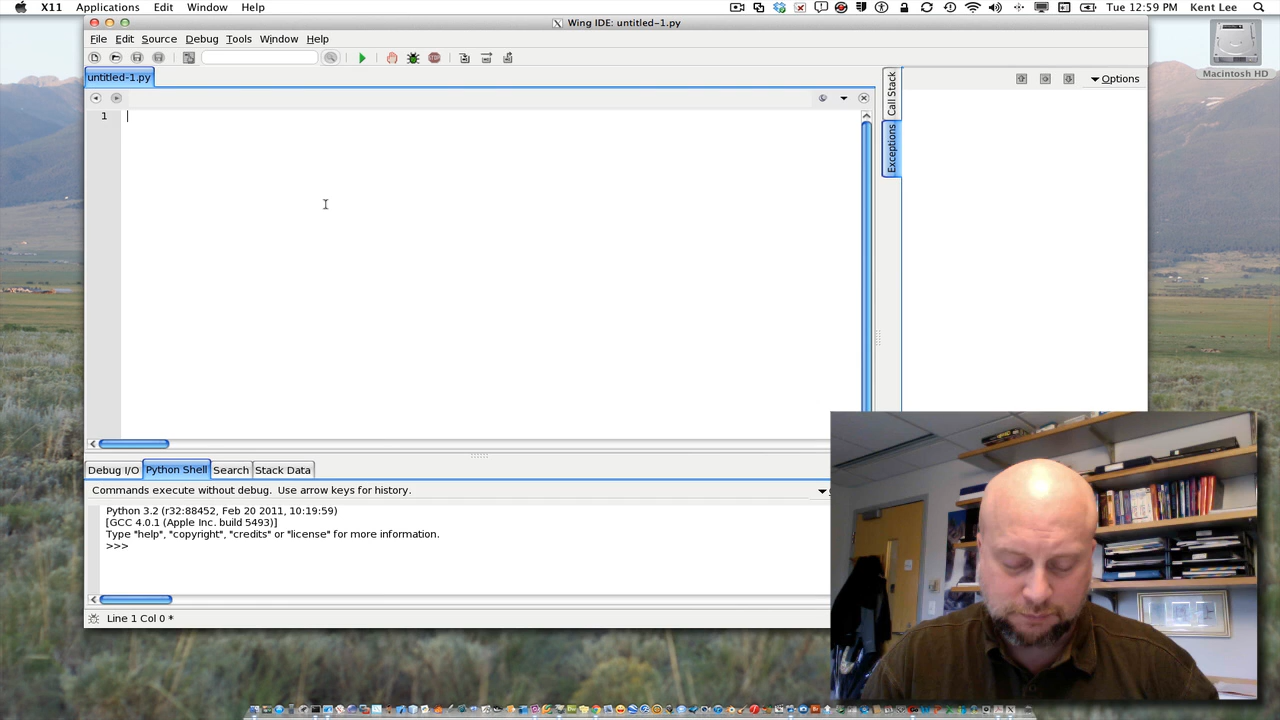 X11 Applications Edit Window Help Tue 12:59 PM Kent Lee
Wing IDE: untitled-1.py
File Edit Source Debug Tools Window Help
Macintosh HD
untitled-1.py
Options
Call Stack
Exceptions
1
Debug I/O Python Shell Search Stack Data
Commands execute without debug. Use arrow keys for history.
Python 3.2 (r32:88452, Feb 20 2011, 10:19:59)
[GCC 4.0.1 (Apple Inc. build 5493)]
Type "help", "copyright", "credits" or "license" for more information.
>>>
Line 1 Col 0 *